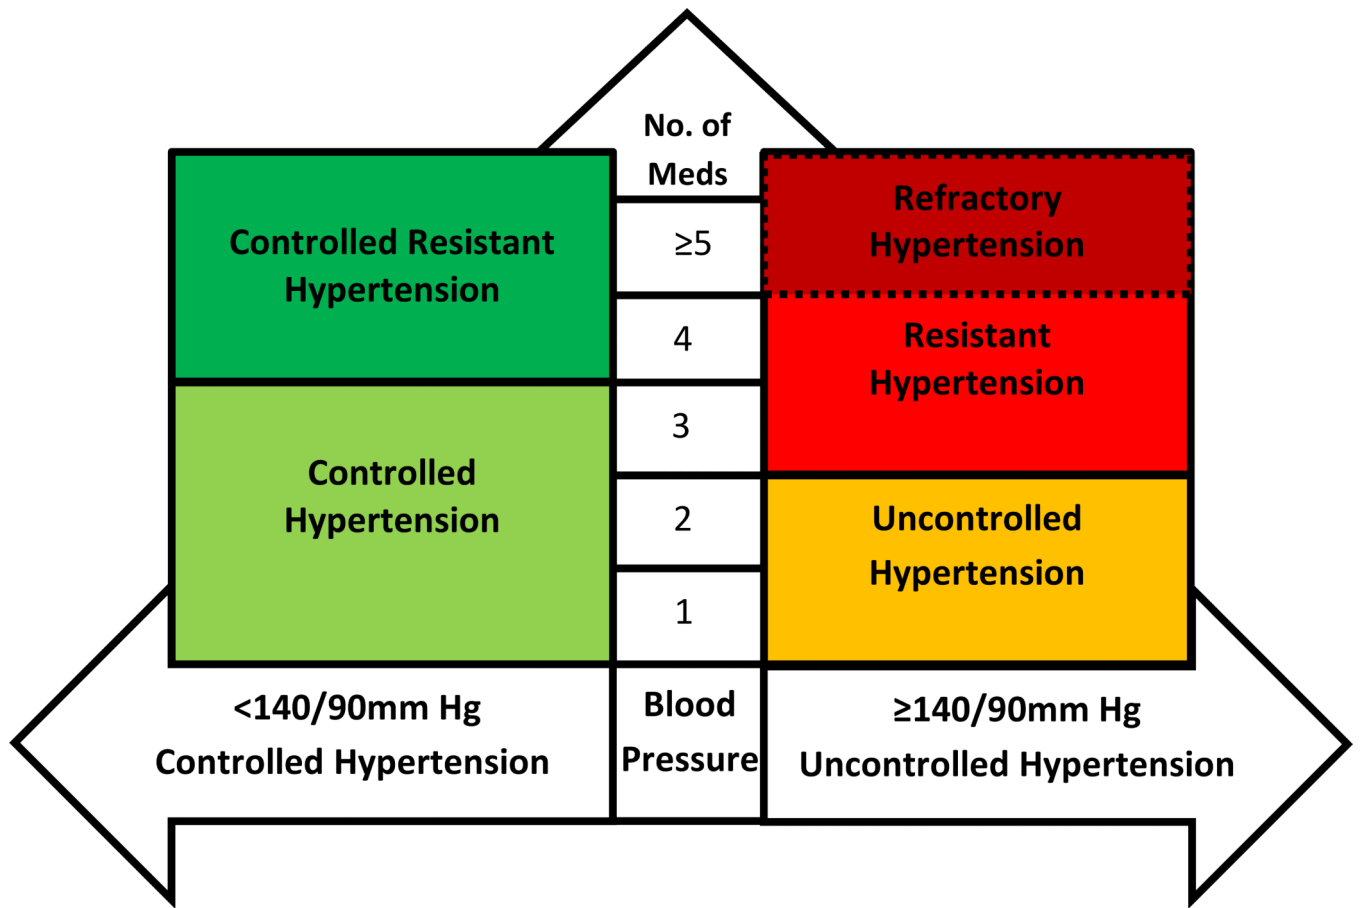 No. of
Meds
Controlled Resistant
Hypertension
Controlled
Hypertension
≥5
4
3
2
1
Refractory
Hypertension
Resistant
Hypertension
Uncontrolled
Hypertension
<140/90mm Hg
Controlled Hypertension
Blood
Pressure
≥140/90mm Hg
Uncontrolled Hypertension